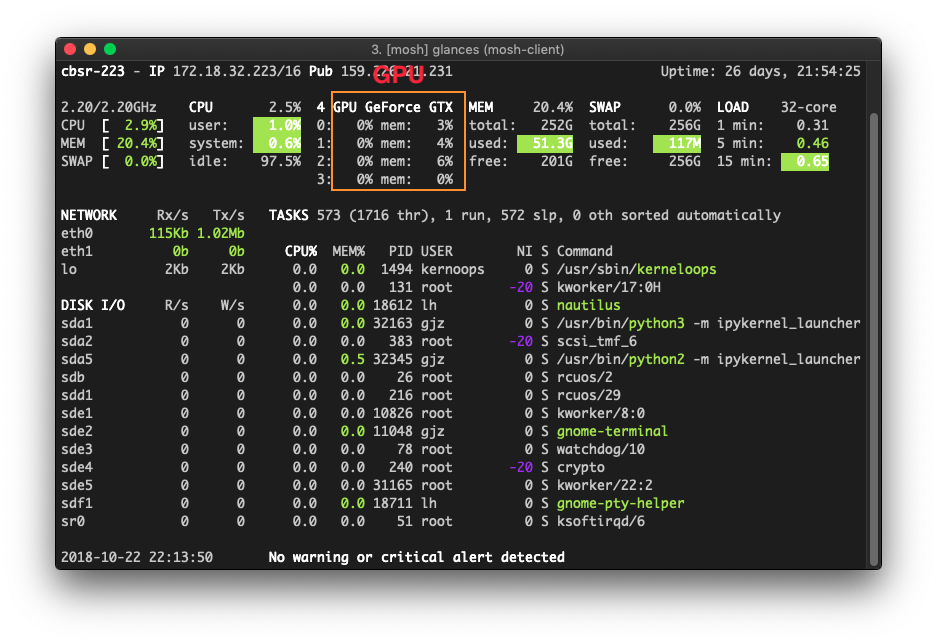 3. [mosh] glances (mosh-client)
cbsr-223 - IP 172.18.32.223/16 Pub 159. .231 Uptime: 26 days, 21:54:25
GPU
2.20/2.20GHz CPU 2.5% 4 GPU GeForce GTX MEM 20.4% SWAP 0.0% LOAD 32-core
CPU [ 2.9%] user: 1.0% 0: 0% mem: 3% total: 252G total: 256G 1 min: 0.31
MEM [ 20.4%] system: 0.6% 1: 0% mem: 4% used: 51.3G used: 117M 5 min: 0.46
SWAP [ 0.0%] idle: 97.5% 2: 0% mem: 6% free: 201G free: 256G 15 min: 0.65
3: 0% mem: 0%
NETWORK Rx/s Tx/s TASKS 573 (1716 thr), 1 run, 572 slp, 0 oth sorted automatically
eth0 115Kb 1.02Mb
eth1 0b 0b CPU% MEM% PID USER NI S Command
lo 2Kb 2Kb 0.0 0.0 1494 kernoops 0 S /usr/sbin/kerneloops
0.0 0.0 131 root -20 S kworker/17:0H
DISK I/O R/s W/s 0.0 0.0 18612 lh 0 S nautilus
sda1 0 0 0.0 0.0 32163 gjz 0 S /usr/bin/python3 -m ipykernel_launcher
sda2 0 0 0.0 0.0 383 root -20 S scsi_tmf_6
sda5 0 0 0.0 0.5 32345 gjz 0 S /usr/bin/python2 -m ipykernel_launcher
sdb 0 0 0.0 0.0 26 root 0 S rcuos/2
sdd1 0 0 0.0 0.0 216 root 0 S rcuos/29
sde1 0 0 0.0 0.0 10826 root 0 S kworker/8:0
sde2 0 0 0.0 0.0 11048 gjz 0 S gnome-terminal
sde3 0 0 0.0 0.0 78 root 0 S watchdog/10
sde4 0 0 0.0 0.0 240 root -20 S crypto
sde5 0 0 0.0 0.0 31165 root 0 S kworker/22:2
sdf1 0 0 0.0 0.0 18711 lh 0 S gnome-pty-helper
sr0 0 0 0.0 0.0 51 root 0 S ksoftirqd/6
2018-10-22 22:13:50 No warning or critical alert detected